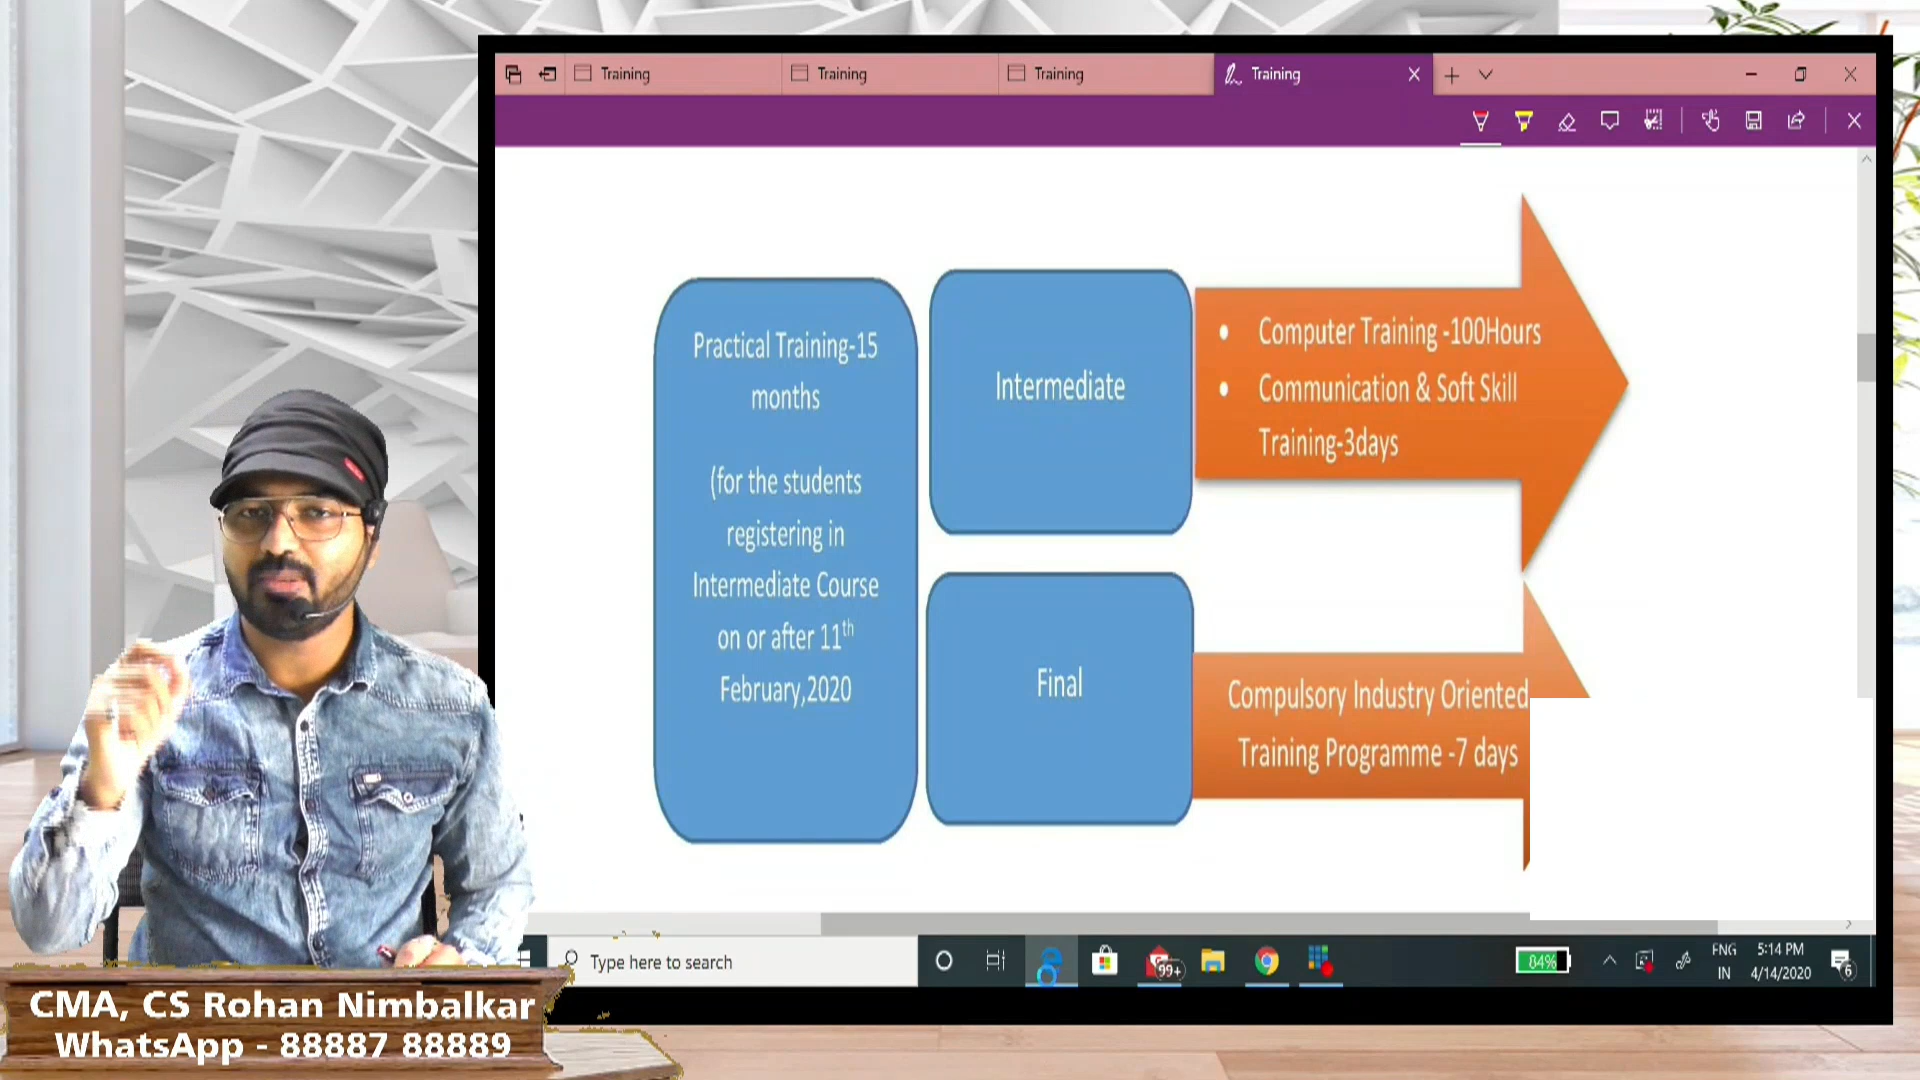 Training
Training
Training
Training
Practical Training-15
months
(for the students
registering in
Intermediate Course
on or after 11th
February,2020
Intermediate
• Computer Training -100Hours
• Communication & Soft Skill
Training-3days
Final
Compulsory Industry Oriented
Training Programme -7 days
Type here to search
99+
84%
ENG
IN
5:14 PM
4/14/2020
6
CMA, CS Rohan Nimbalkar
WhatsApp - 88887 88889